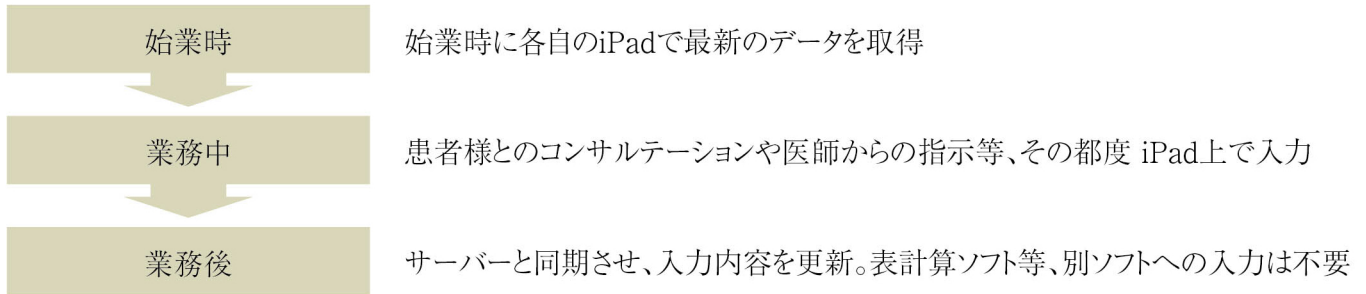 始業時
始業時に各自のiPadで最新のデータを取得
業務中
患者様とのコンサルテーションや医師からの指示等、その都度 iPad上で入力
業務後
サーバーと同期させ、入力内容を更新。表計算ソフト等、別ソフトへの入力は不要